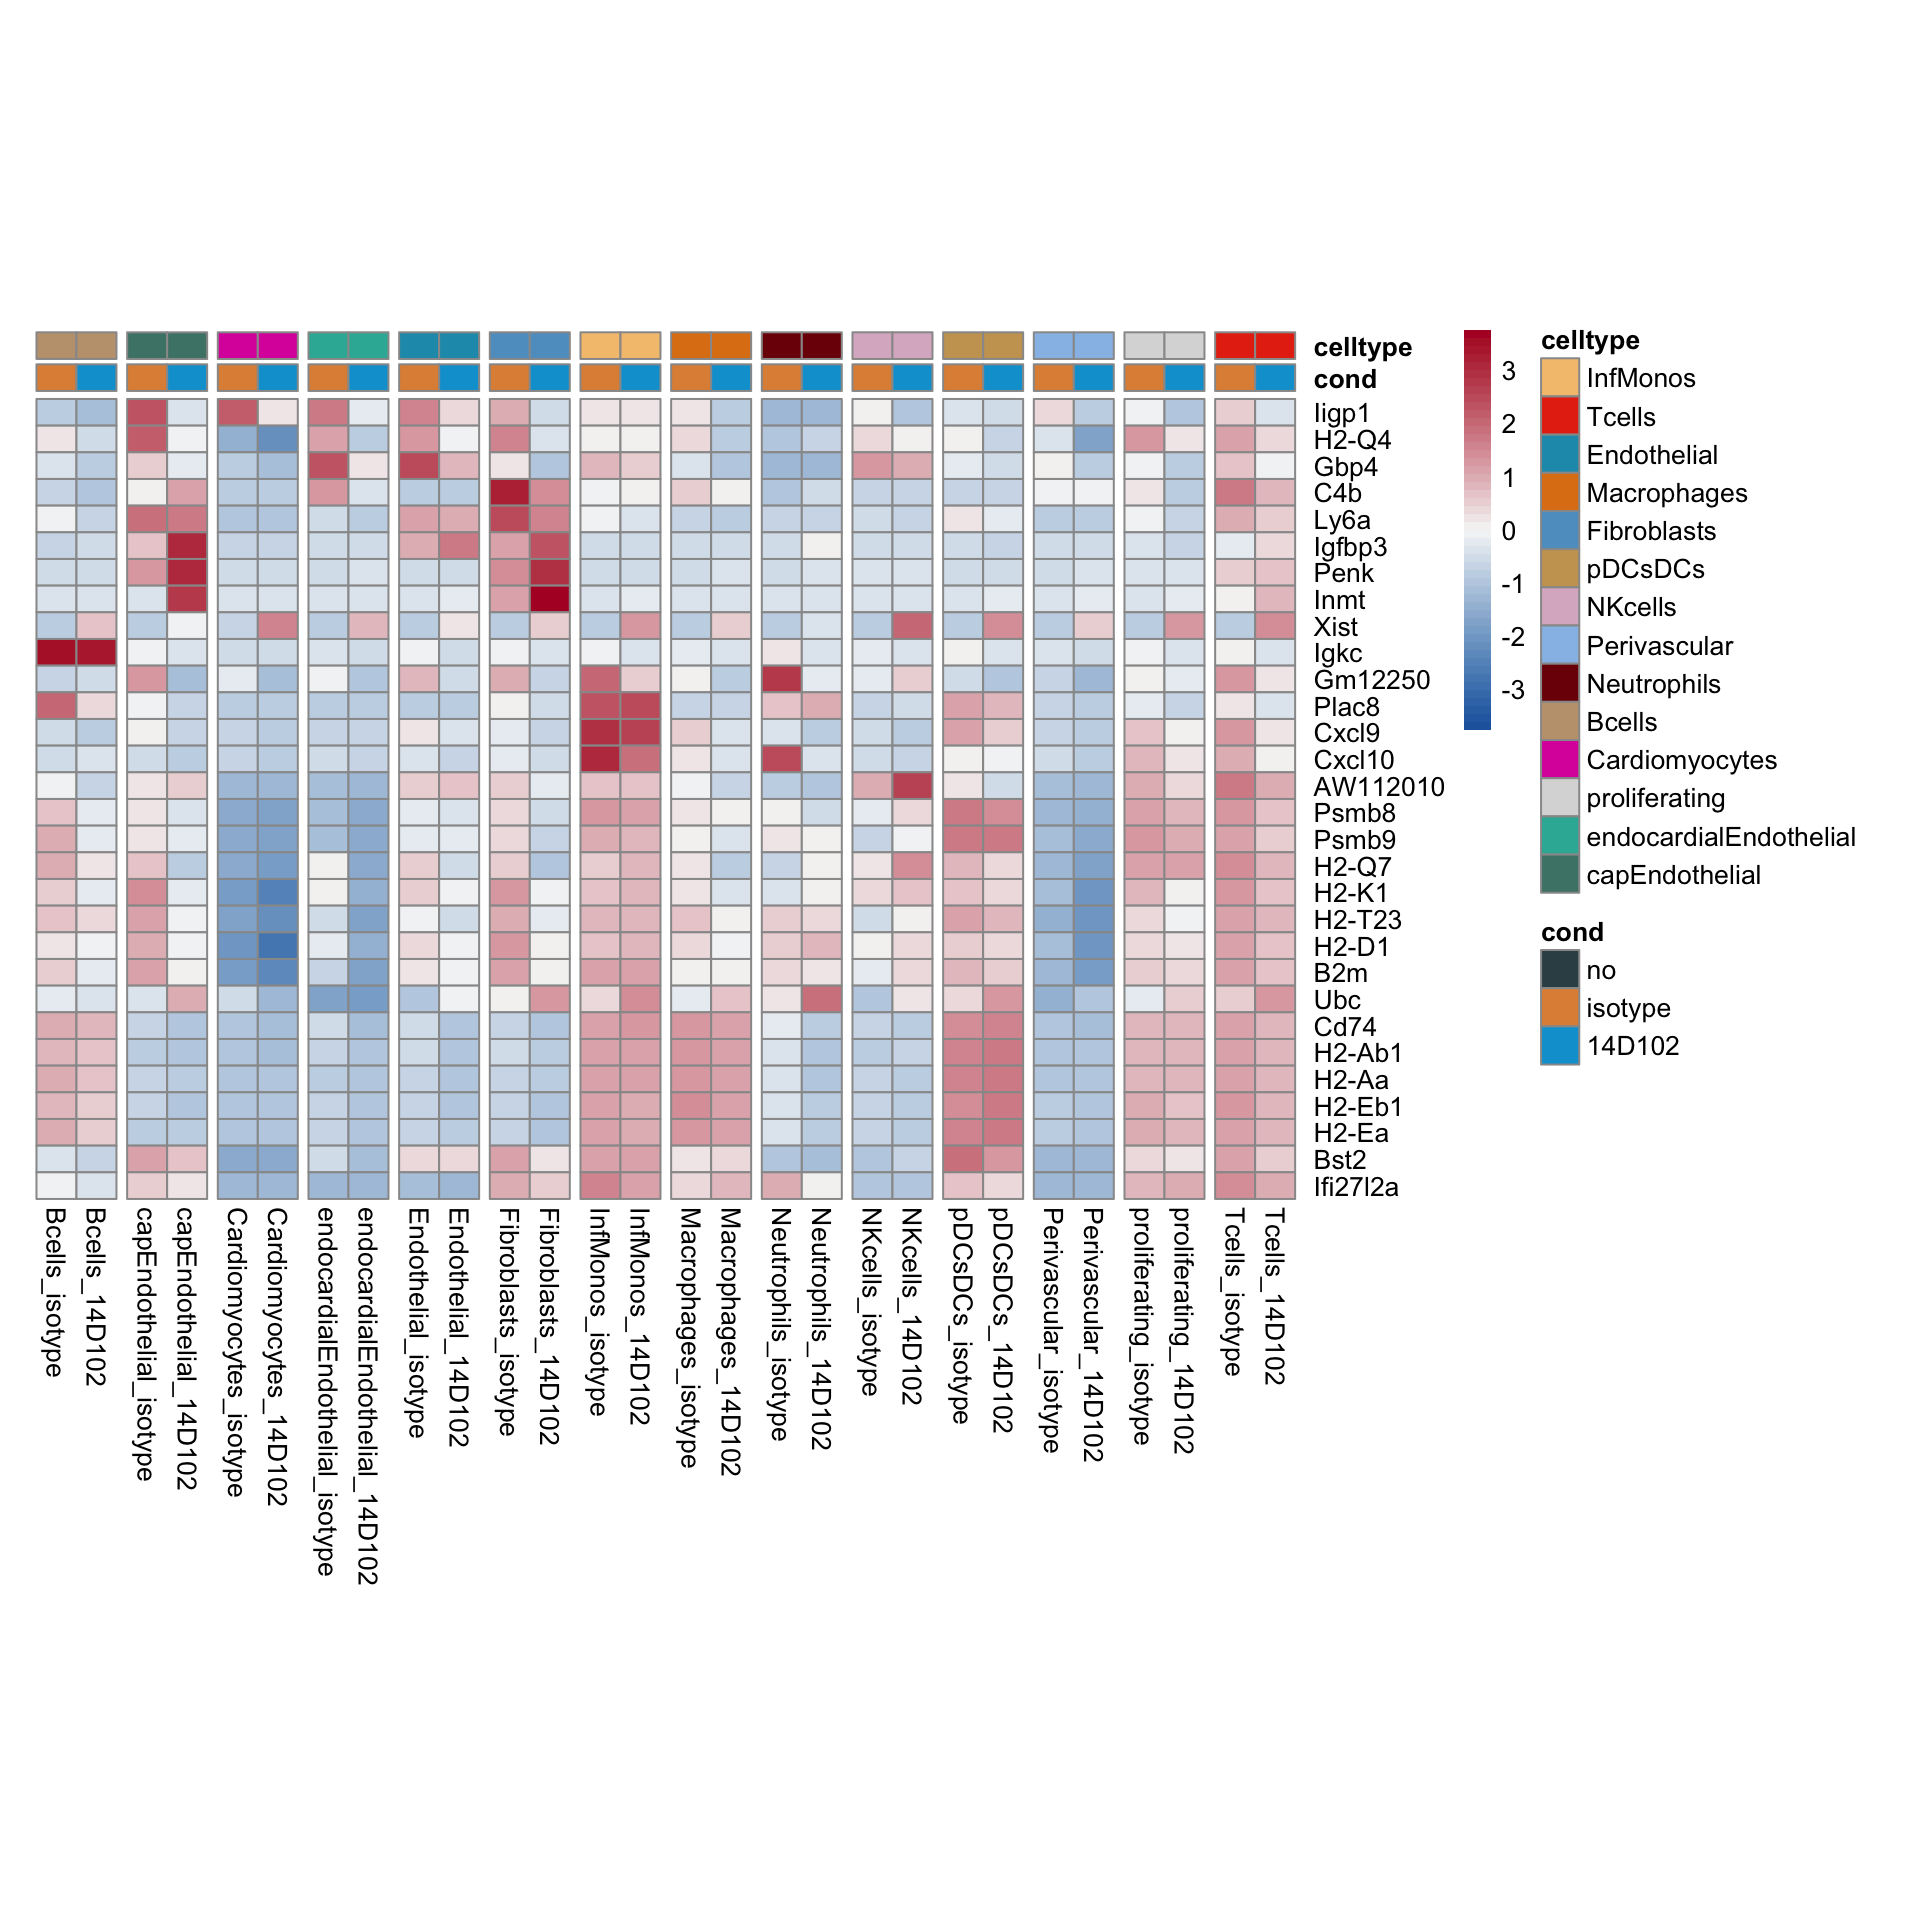 celltype
cond
Iigp1
H2-Q4
Gbp4
C4b
Ly6a
Igfbp3
Penk
Inmt
Xist
Igkc
Gm12250
Plac8
Cxcl9
Cxcl10
AW112010
Psmb8
Psmb9
H2-Q7
H2-K1
H2-T23
H2-D1
B2m
Ubc
Cd74
H2-Ab1
H2-Aa
H2-Eb1
H2-Ea
Bst2
Ifi27l2a
Bcells_isotype
Bcells_14D102
capEndothelial_isotype
capEndothelial_14D102
Cardiomyocytes_isotype
Cardiomyocytes_14D102
endocardialEndothelial_isotype
endocardialEndothelial_14D102
Endothelial_isotype
Endothelial_14D102
Fibroblasts_isotype
Fibroblasts_14D102
InfMonos_isotype
InfMonos_14D102
Macrophages_isotype
Macrophages_14D102
Neutrophils_isotype
Neutrophils_14D102
NKcells_isotype
NKcells_14D102
pDCsDCs_isotype
pDCsDCs_14D102
Perivascular_isotype
Perivascular_14D102
proliferating_isotype
proliferating_14D102
Tcells_isotype
Tcells_14D102
3
2
1
0
-1
-2
-3
celltype
InfMonos
Tcells
Endothelial
Macrophages
Fibroblasts
pDCsDCs
NKcells
Perivascular
Neutrophils
Bcells
Cardiomyocytes
proliferating
endocardialEndothelial
capEndothelial
cond
no
isotype
14D102